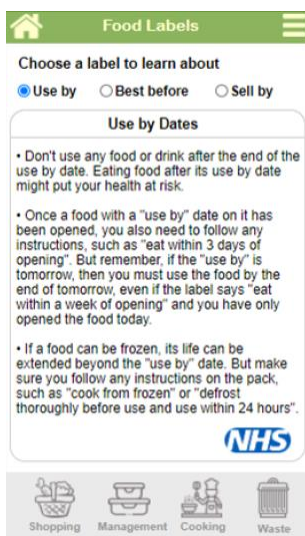 Food Labels
Choose a label to learn about
Use by Best before Sell by
Use by Dates
• Don't use any food or drink after the end of the
use by date. Eating food after its use by date
might put your health at risk.
• Once a food with a "use by" date on it has
been opened, you also need to follow any
instructions, such as "eat within 3 days of
opening". But remember, if the "use by" is
tomorrow, then you must use the food by the
end of tomorrow, even if the label says "eat
within a week of opening" and you have only
opened the food today.
• If a food can be frozen, its life can be
extended beyond the "use by" date. But make
sure you follow any instructions on the pack,
such as "cook from frozen" or "defrost
thoroughly before use and use within 24 hours".
NHS
Shopping Management Cooking Waste